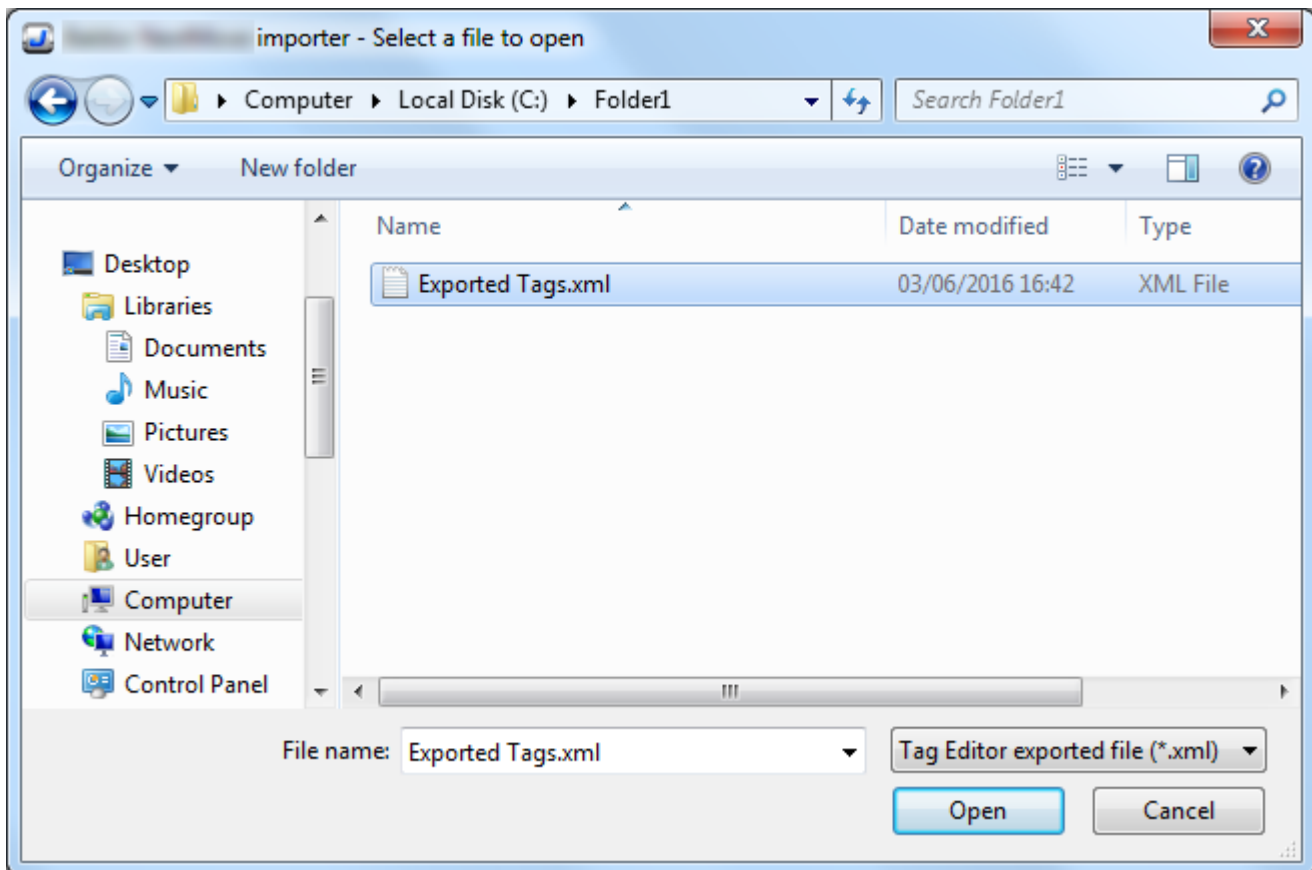 importer - Select a file to open
Computer Local Disk (C:) Folder1 Search Folder1
Organize New folder
Name Date modified Type
Desktop
Exported Tags.xml 03/06/2016 16:42 XML File
Libraries
Documents
Music
Pictures
Videos
Homegroup
User
Computer
Network
Control Panel
File name: Exported Tags.xml Tag Editor exported file (*.xml)
Open Cancel